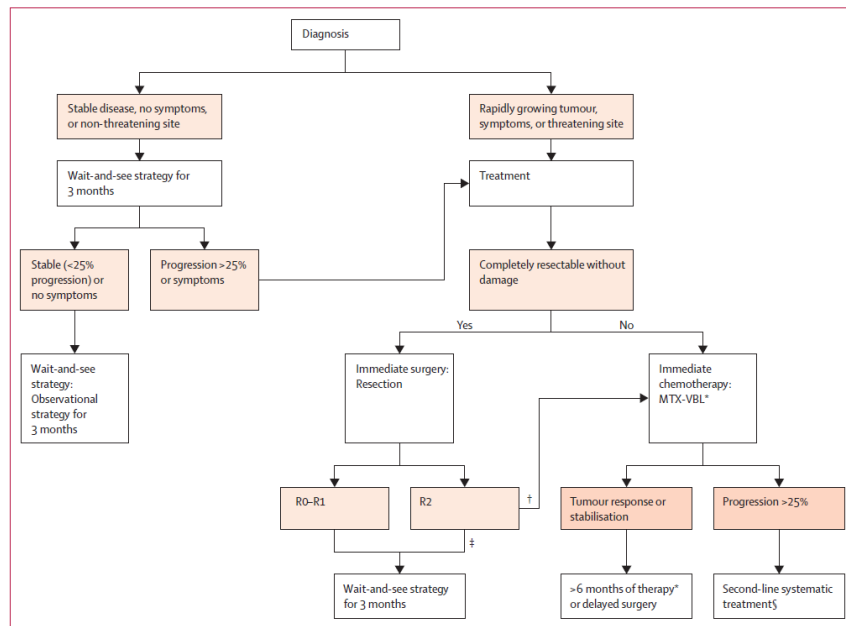 Diagnosis
Stable disease, no symptoms,
or non-threatening site
Rapidly growing tumour,
symptoms, or threatening site
Wait-and-see strategy for
3 months
Treatment
Stable (<25%
progression) or
no symptoms
Progression >25%
or symptoms
Completely resectable without
damage
Yes
No
Wait-and-see
strategy:
Observational
strategy for
3 months
Immediate surgery:
Resection
Immediate
chemotherapy:
MTX-VBL*
R0–R1
R2
†
Tumour response or
stabilisation
Progression >25%
‡
Wait-and-see strategy
for 3 months
>6 months of therapy*
or delayed surgery
Second-line systematic
treatment§